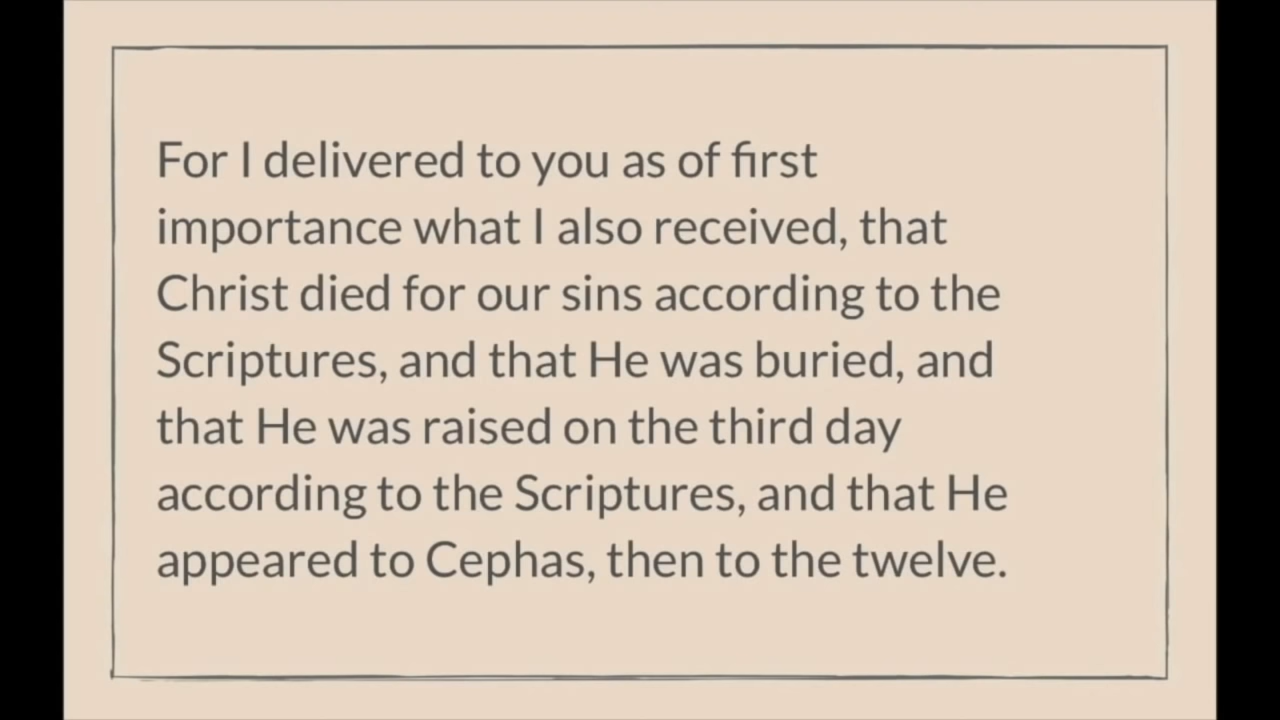 For I delivered to you as of first
importance what I also received, that
Christ died for our sins according to the
Scriptures, and that He was buried, and
that He was raised on the third day
according to the Scriptures, and that He
appeared to Cephas, then to the twelve.